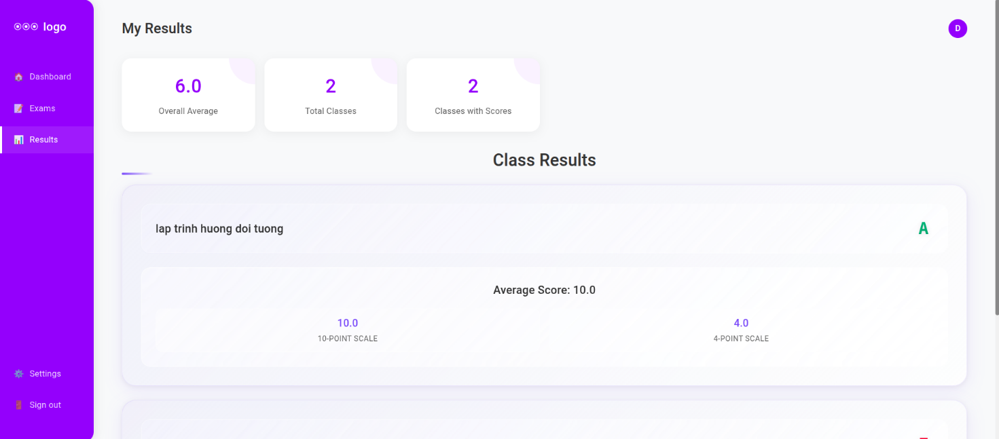 logo
My Results
D
Dashboard
Exams
Results
6.0
Overall Average
2
Total Classes
2
Classes with Scores
Class Results
lap trinh huong doi tuong
A
Average Score: 10.0
10.0
10-POINT SCALE
4.0
4-POINT SCALE
Settings
Sign out